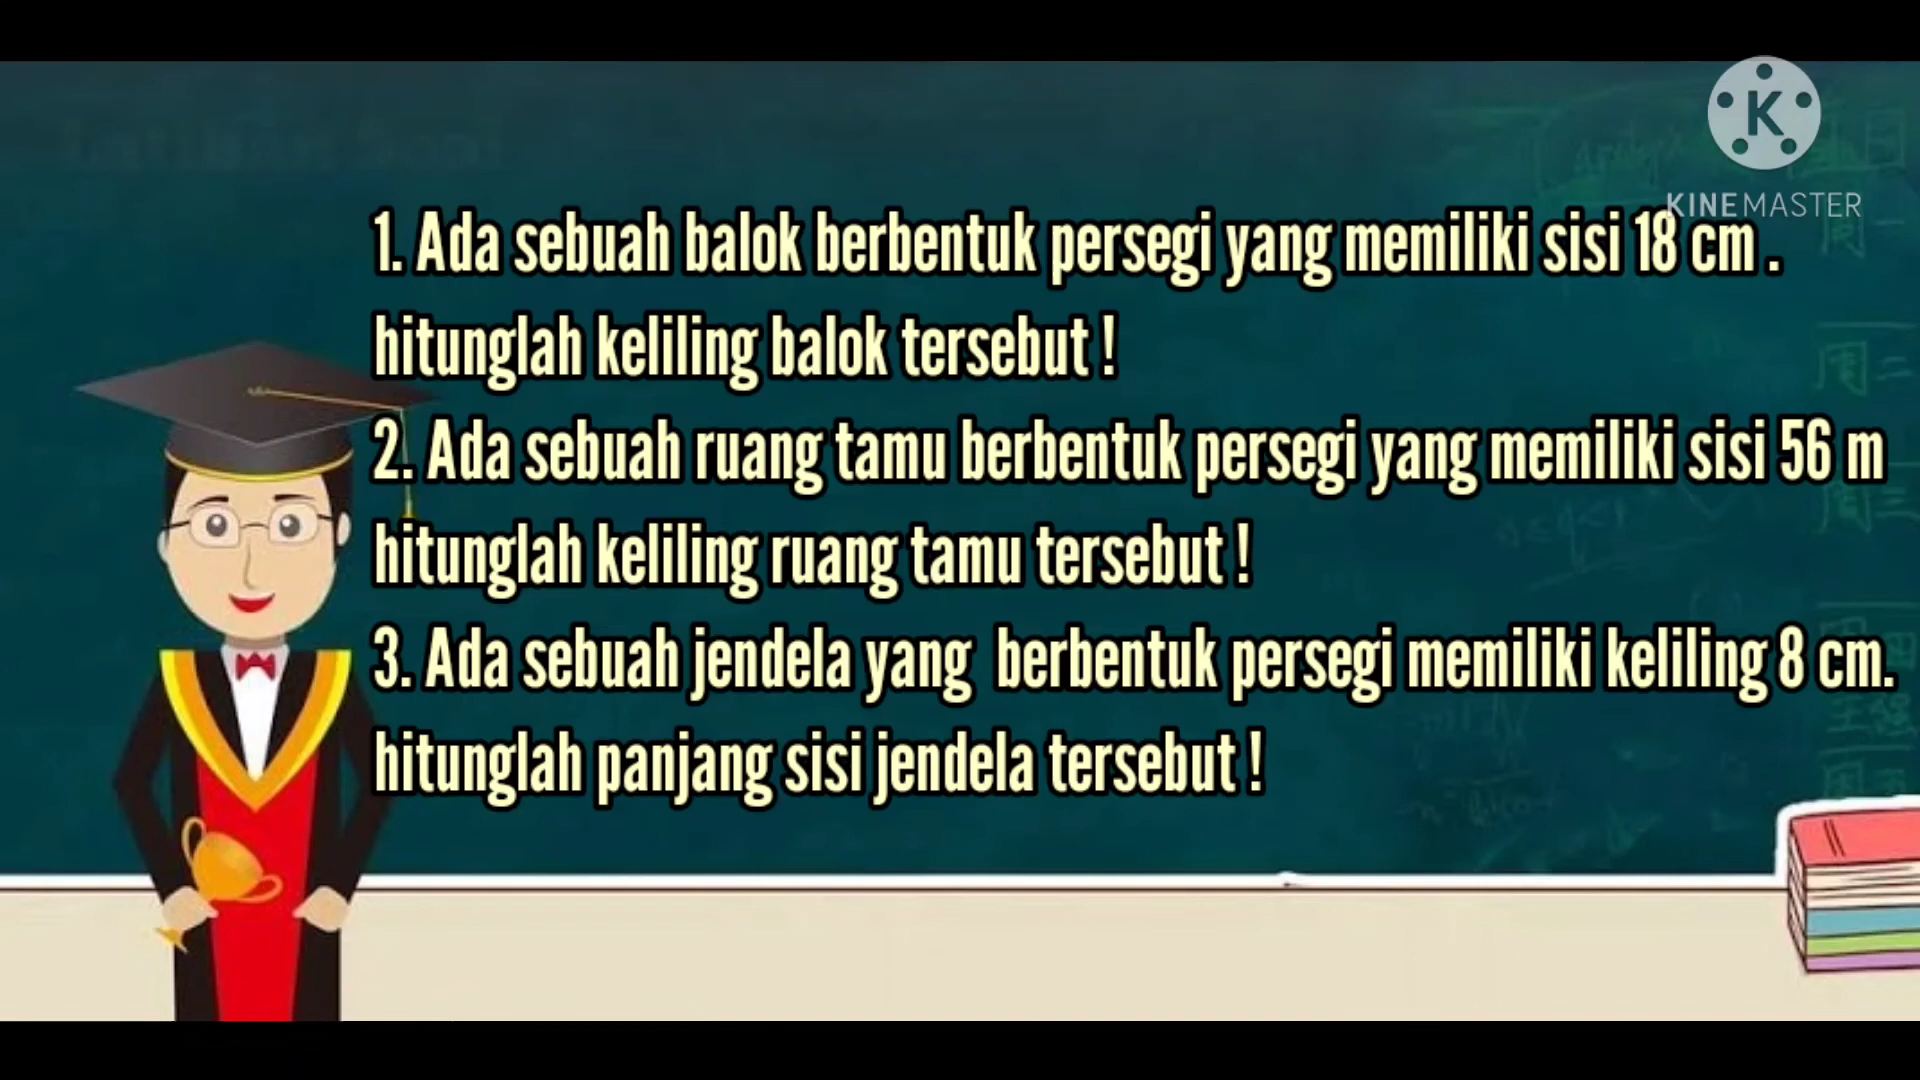 KINEMASTER
1. Ada sebuah balok berbentuk persegi yang memiliki sisi 18 cm .
hitunglah keliling balok tersebut !
2. Ada sebuah ruang tamu berbentuk persegi yang memiliki sisi 56 m
hitunglah keliling ruang tamu tersebut !
3. Ada sebuah jendela yang berbentuk persegi memiliki keliling 8 cm.
hitunglah panjang sisi jendela tersebut !